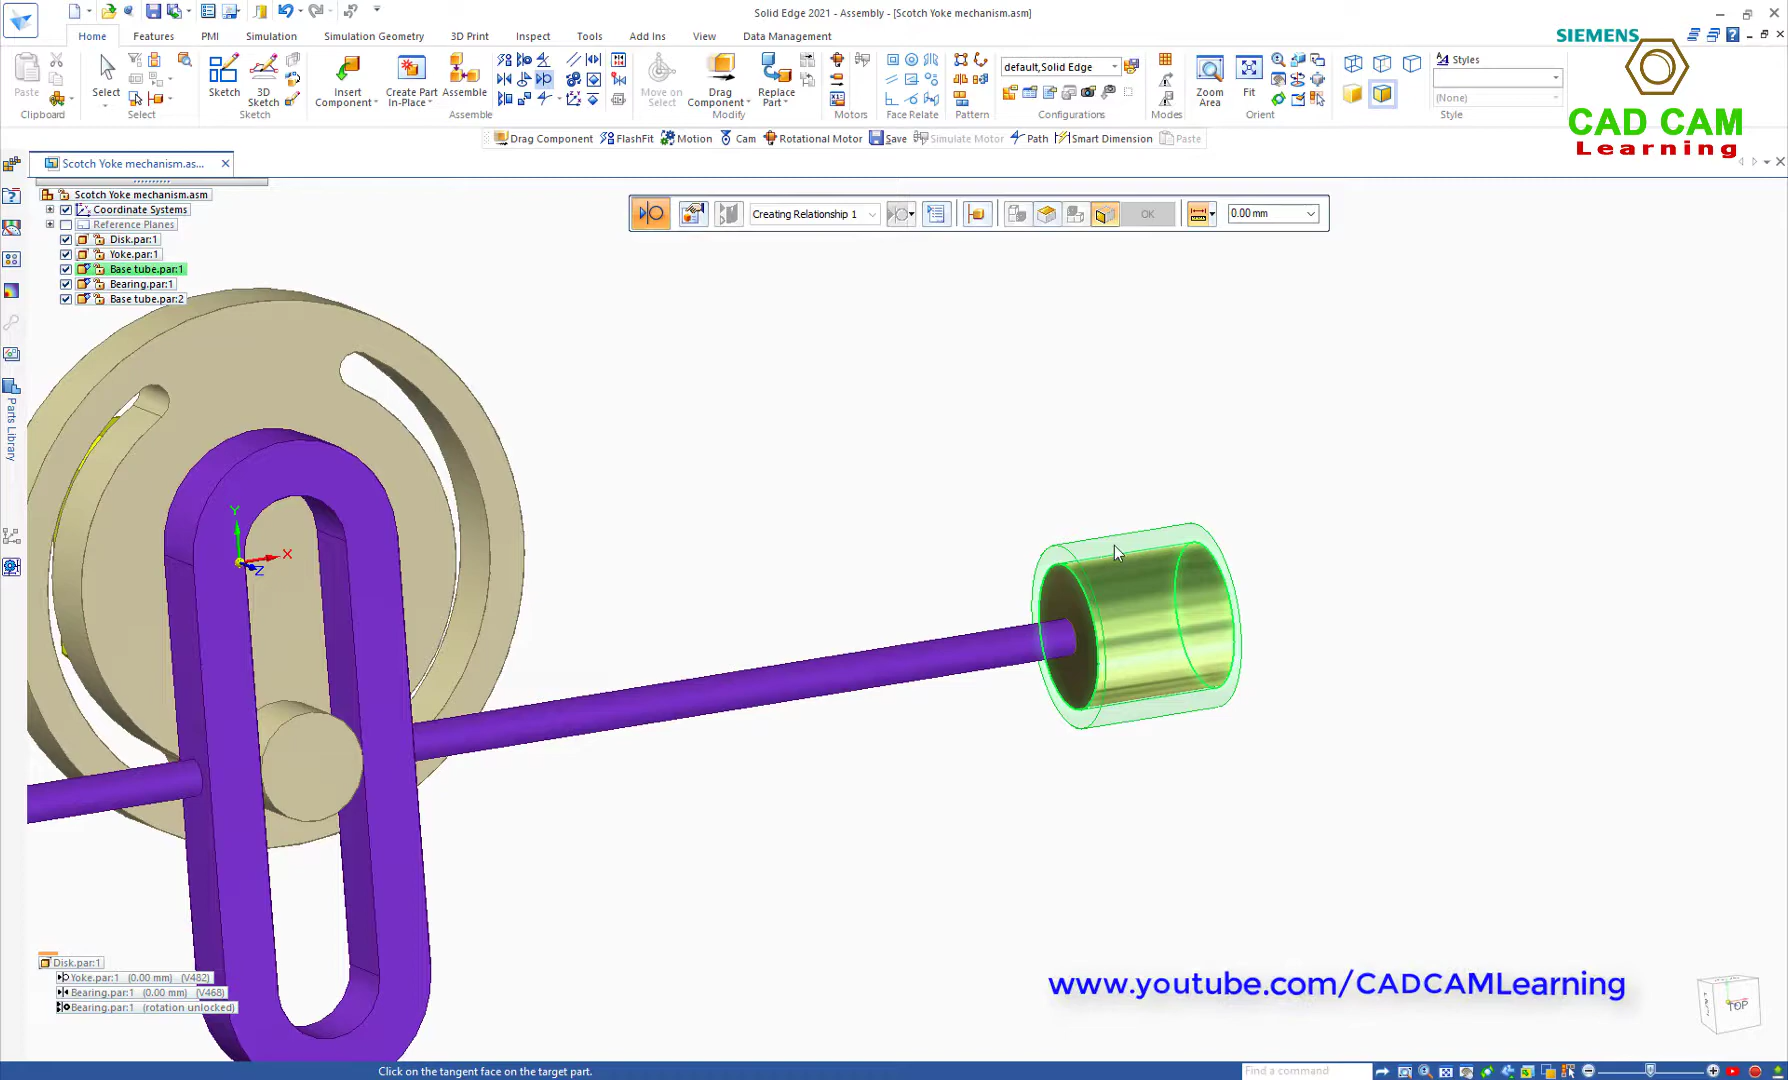 Solid Edge 2021 - Assembly - [Scotch Yoke mechanism.asm]
Home Features PMI Simulation Simulation Geometry 3D Print Inspect Tools Add Ins View Data Management
SIEMENS
CAD CAM
Learning
Paste
Clipboard
Select
Select
Sketch
3D Sketch
Sketch
Insert Component
Create Part In-Place
Assemble
Assemble
Move on Select
Drag Component
Replace Part
Modify
Motors
Face Relate
Pattern
default,Solid Edge
Configurations
Modes
Zoom Area
Fit
Orient
Styles
(None)
Style
Drag Component FlashFit Motion Cam Rotational Motor Save Simulate Motor Path Smart Dimension Paste
Scotch Yoke mechanism.as...
Scotch Yoke mechanism.asm
Coordinate Systems
Reference Planes
Disk.par:1
Yoke.par:1
Base tube.par:1
Bearing.par:1
Base tube.par:2
Creating Relationship 1
OK
0.00 mm
Parts Library
Y
X
Z
Disk.par:1
Yoke.par:1 (0.00 mm) (V482)
Bearing.par:1 (0.00 mm) (V468)
Bearing.par:1 (rotation unlocked)
www.youtube.com/CADCAMLearning
TOP
Click on the tangent face on the target part.
Find a command